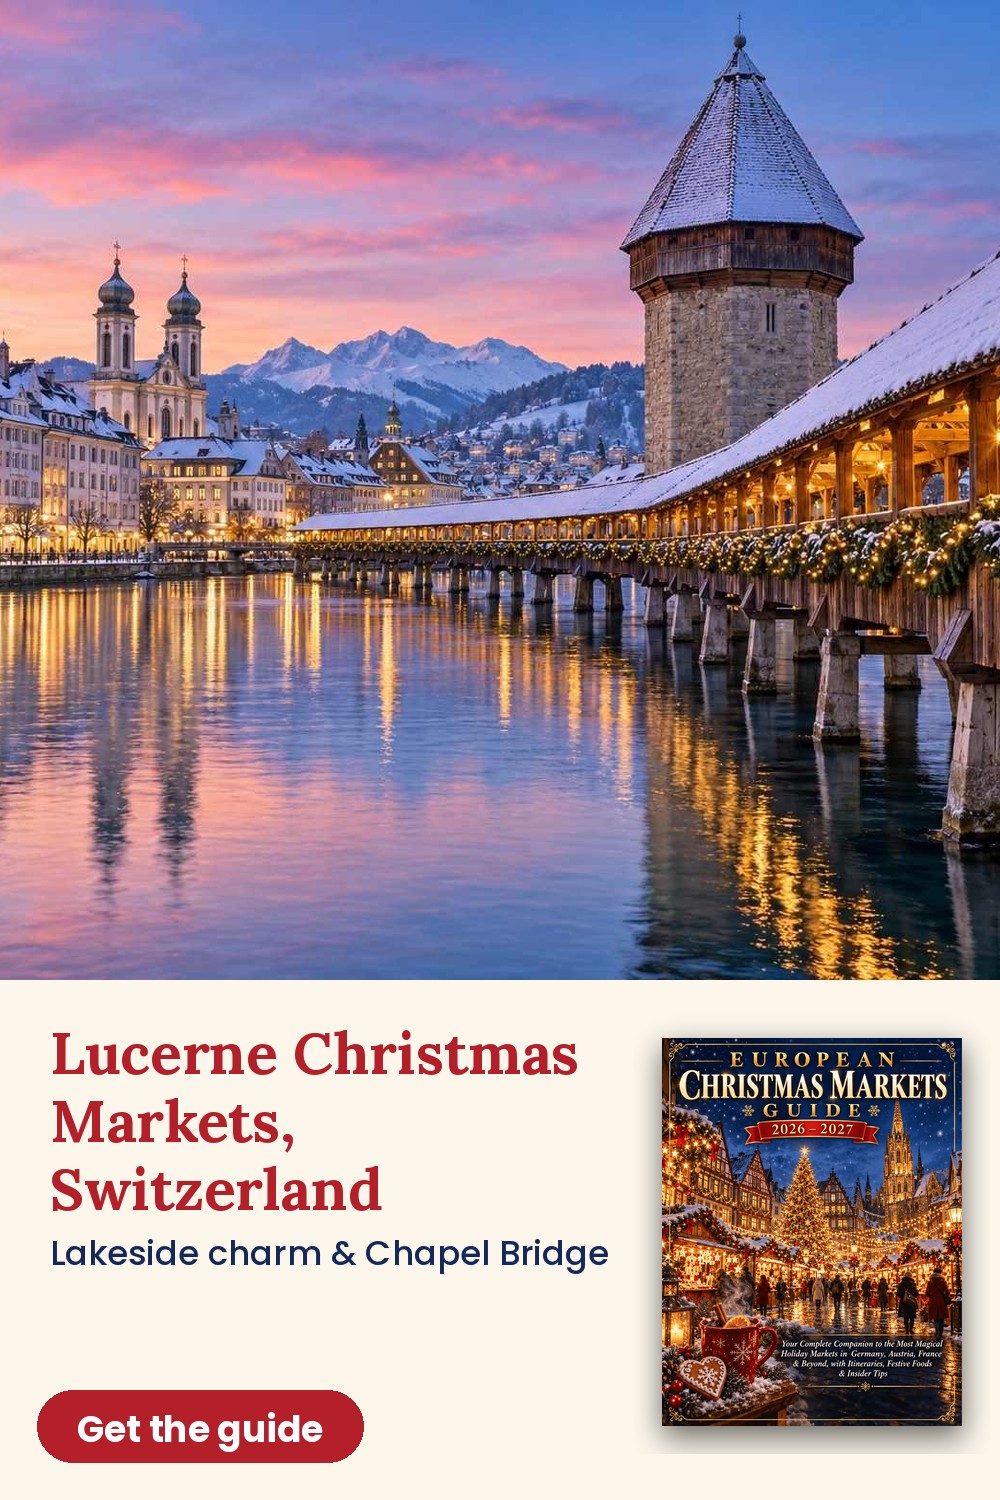 Lucerne Christmas
Markets,
Switzerland
Lakeside charm & Chapel Bridge
Get the guide
EUROPEAN
CHRISTMAS MARKETS
GUIDE
2026 – 2027
Your Complete Companion to the Most Magical
Holiday Markets in Germany, Austria, France
& Beyond, with Itineraries, Festive Foods
& Insider Tips